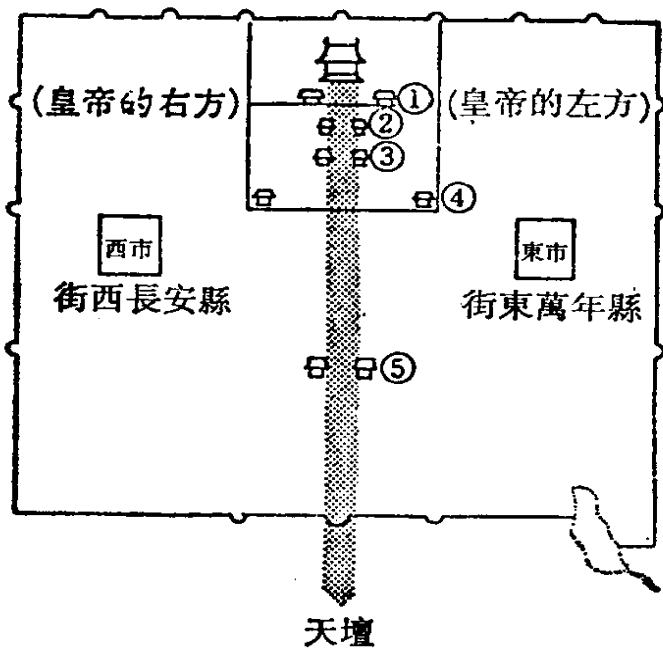 (皇帝的右方)
①
(皇帝的左方)
②
③
④
西市
東市
街西長安縣
街東萬年縣
⑤
天壇